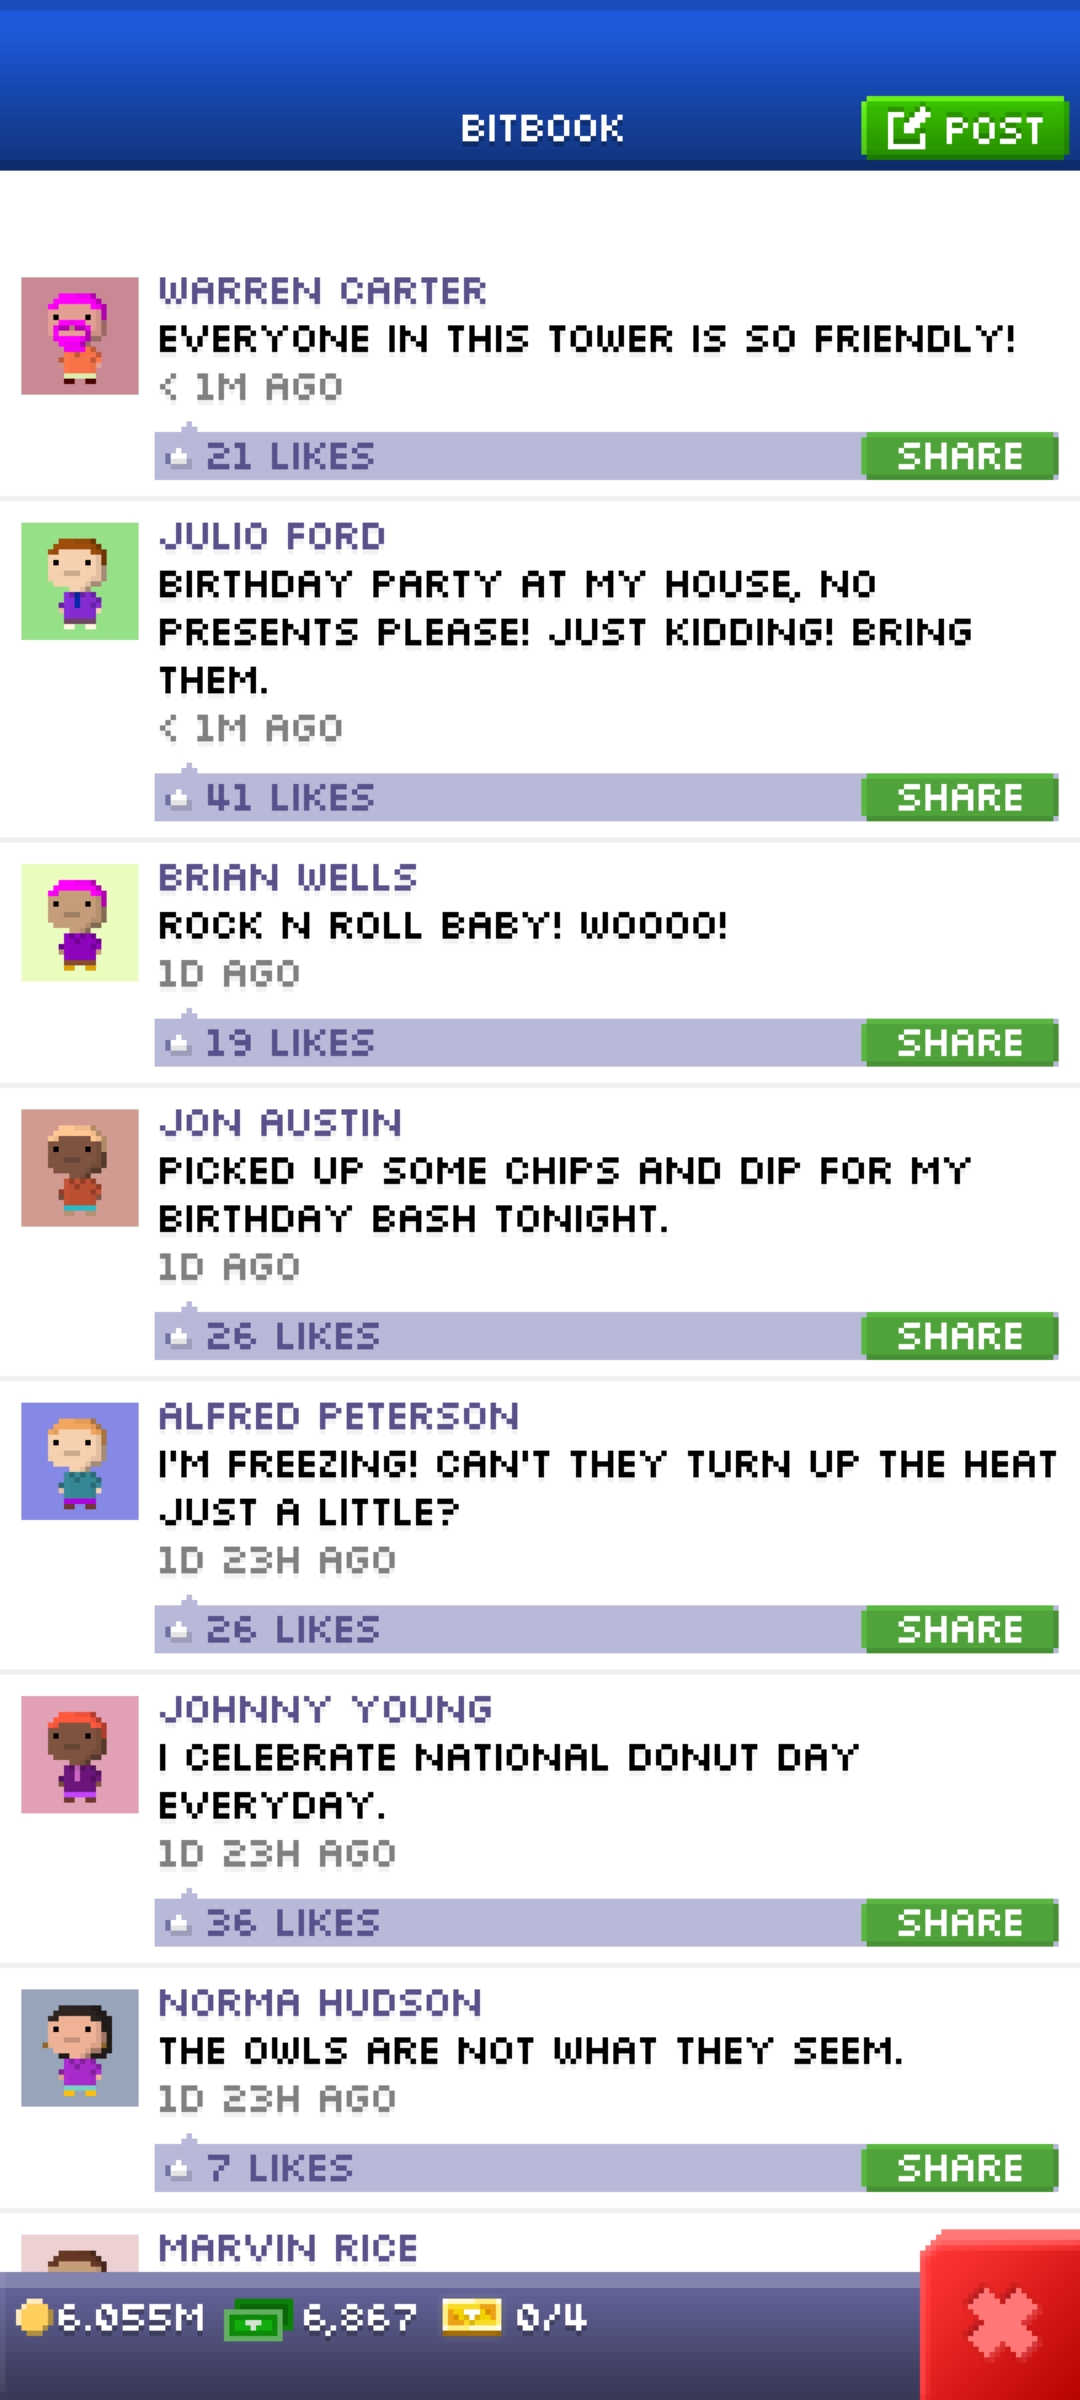 BITBOOK
POST
WARREN CARTER
EVERYONE IN THIS TOWER IS SO FRIENDLY!
< 1M AGO
21 LIKES
SHARE
JULIO FORD
BIRTHDAY PARTY AT MY HOUSE, NO
PRESENTS PLEASE! JUST KIDDING! BRING
THEM.
< 1M AGO
41 LIKES
SHARE
BRIAN WELLS
ROCK N ROLL BABY! WOOOO!
1D AGO
19 LIKES
SHARE
JON AUSTIN
PICKED UP SOME CHIPS AND DIP FOR MY
BIRTHDAY BASH TONIGHT.
1D AGO
26 LIKES
SHARE
ALFRED PETERSON
I'M FREEZING! CAN'T THEY TURN UP THE HEAT
JUST A LITTLE?
1D 23H AGO
26 LIKES
SHARE
JOHNNY YOUNG
I CELEBRATE NATIONAL DONUT DAY
EVERYDAY.
1D 23H AGO
36 LIKES
SHARE
NORMA HUDSON
THE OWLS ARE NOT WHAT THEY SEEM.
1D 23H AGO
7 LIKES
SHARE
MARVIN RICE
6.055M 6,867 0/4